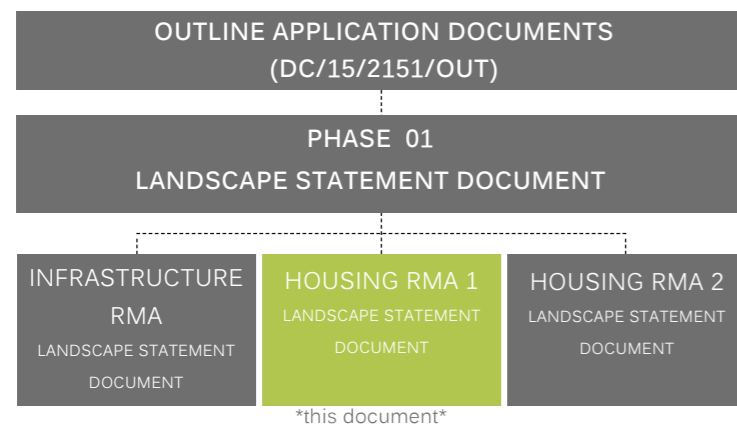 OUTLINE APPLICATION DOCUMENTS
(DC/15/2151/OUT)
PHASE 01
LANDSCAPE STATEMENT DOCUMENT
INFRASTRUCTURE
RMA
LANDSCAPE STATEMENT
DOCUMENT
HOUSING RMA 1
LANDSCAPE STATEMENT
DOCUMENT
HOUSING RMA 2
LANDSCAPE STATEMENT
DOCUMENT
*this document*